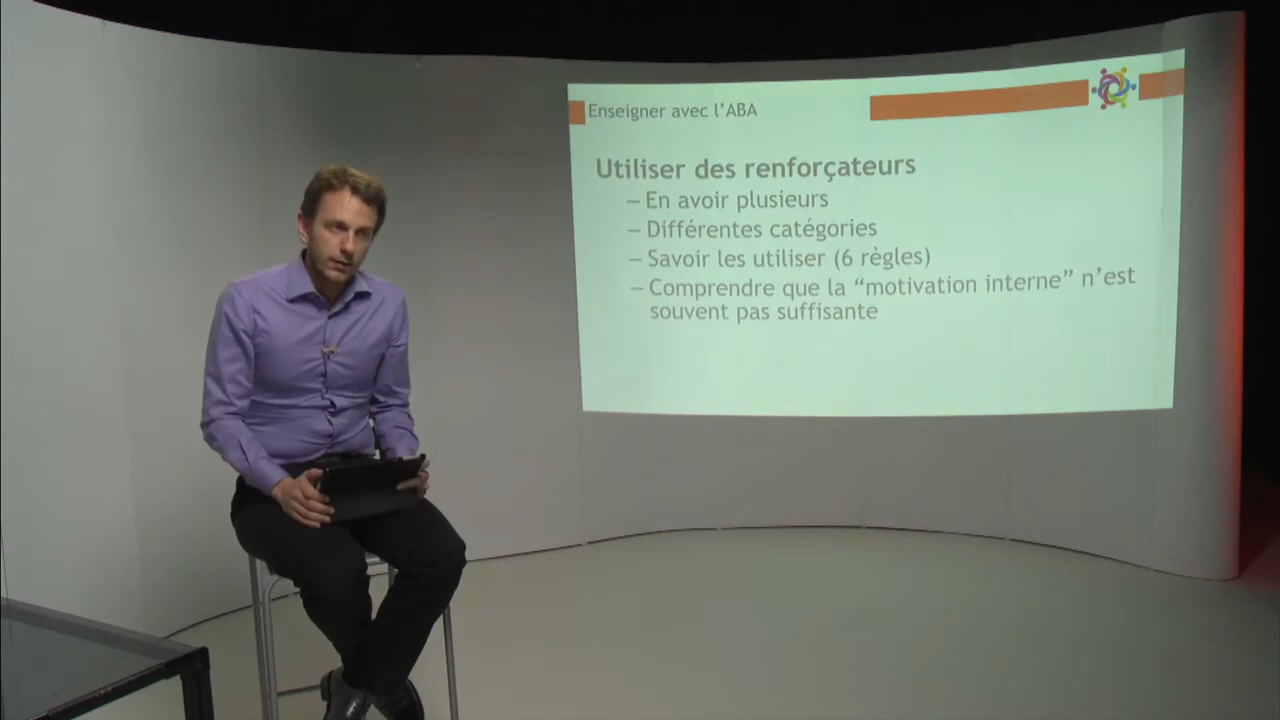 Enseigner avec l'ABA
Utiliser des renforçateurs
– En avoir plusieurs
– Différentes catégories
– Savoir les utiliser (6 règles)
– Comprendre que la “motivation interne” n'est
souvent pas suffisante